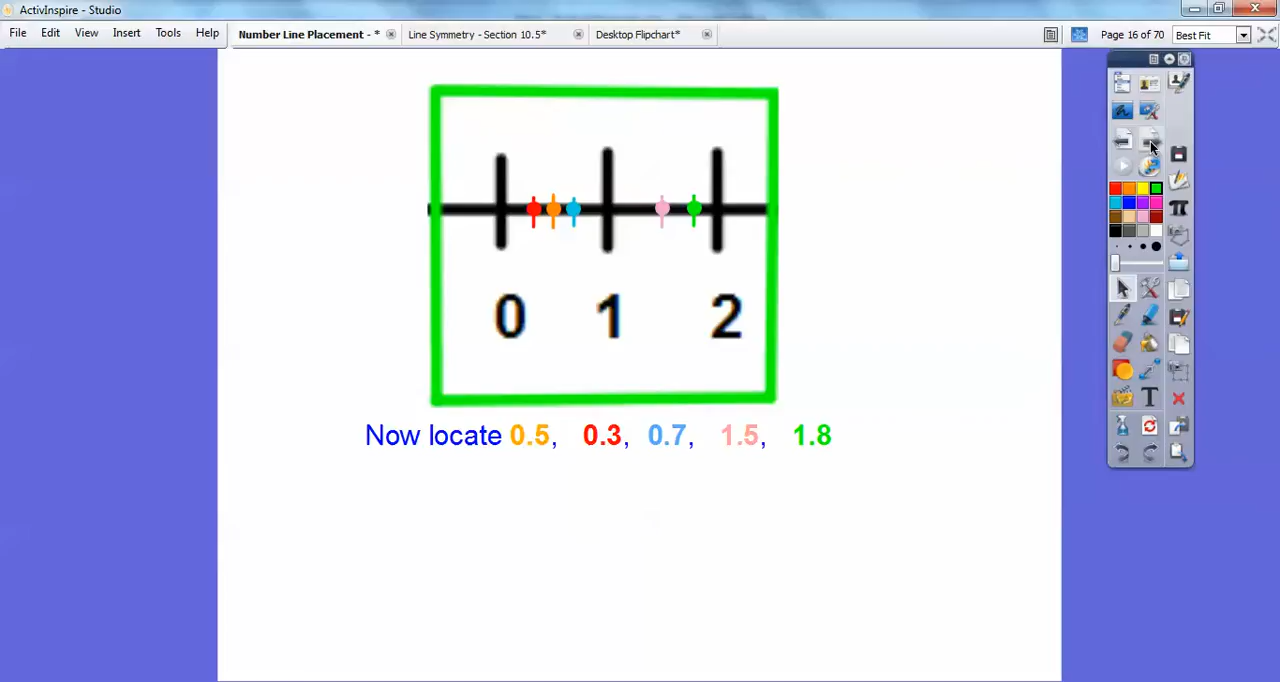 ActivInspire - Studio
File Edit View Insert Tools Help
Number Line Placement - *
Line Symmetry - Section 10.5*
Desktop Flipchart*
Page 16 of 70
Best Fit
0 1 2
Now locate 0.5, 0.3, 0.7, 1.5, 1.8